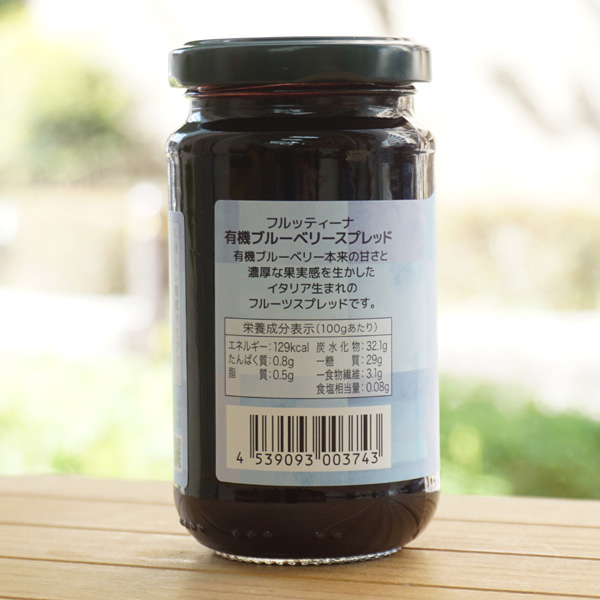 フルッティーナ
有機ブルーベリースプレッド
有機ブルーベリー本来の甘さと
濃厚な果実感を生かした
イタリア生まれの
フルーツスプレッドです。
栄養成分表示(100gあたり)
エネルギー:129kcal 炭水化物:32.1g
たんぱく質:0.8g ー糖質:29g
脂質:0.5g ー食物繊維:3.1g
食塩相当量:0.08g
4 539093 003743